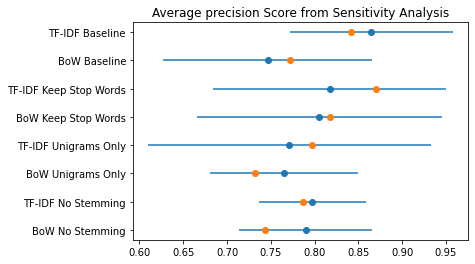 Average precision Score from Sensitivity Analysis
TF-IDF Baseline
BoW Baseline
TF-IDF Keep Stop Words
BoW Keep Stop Words
TF-IDF Unigrams Only
BoW Unigrams Only
TF-IDF No Stemming
BoW No Stemming
0.60 0.65 0.70 0.75 0.80 0.85 0.90 0.95